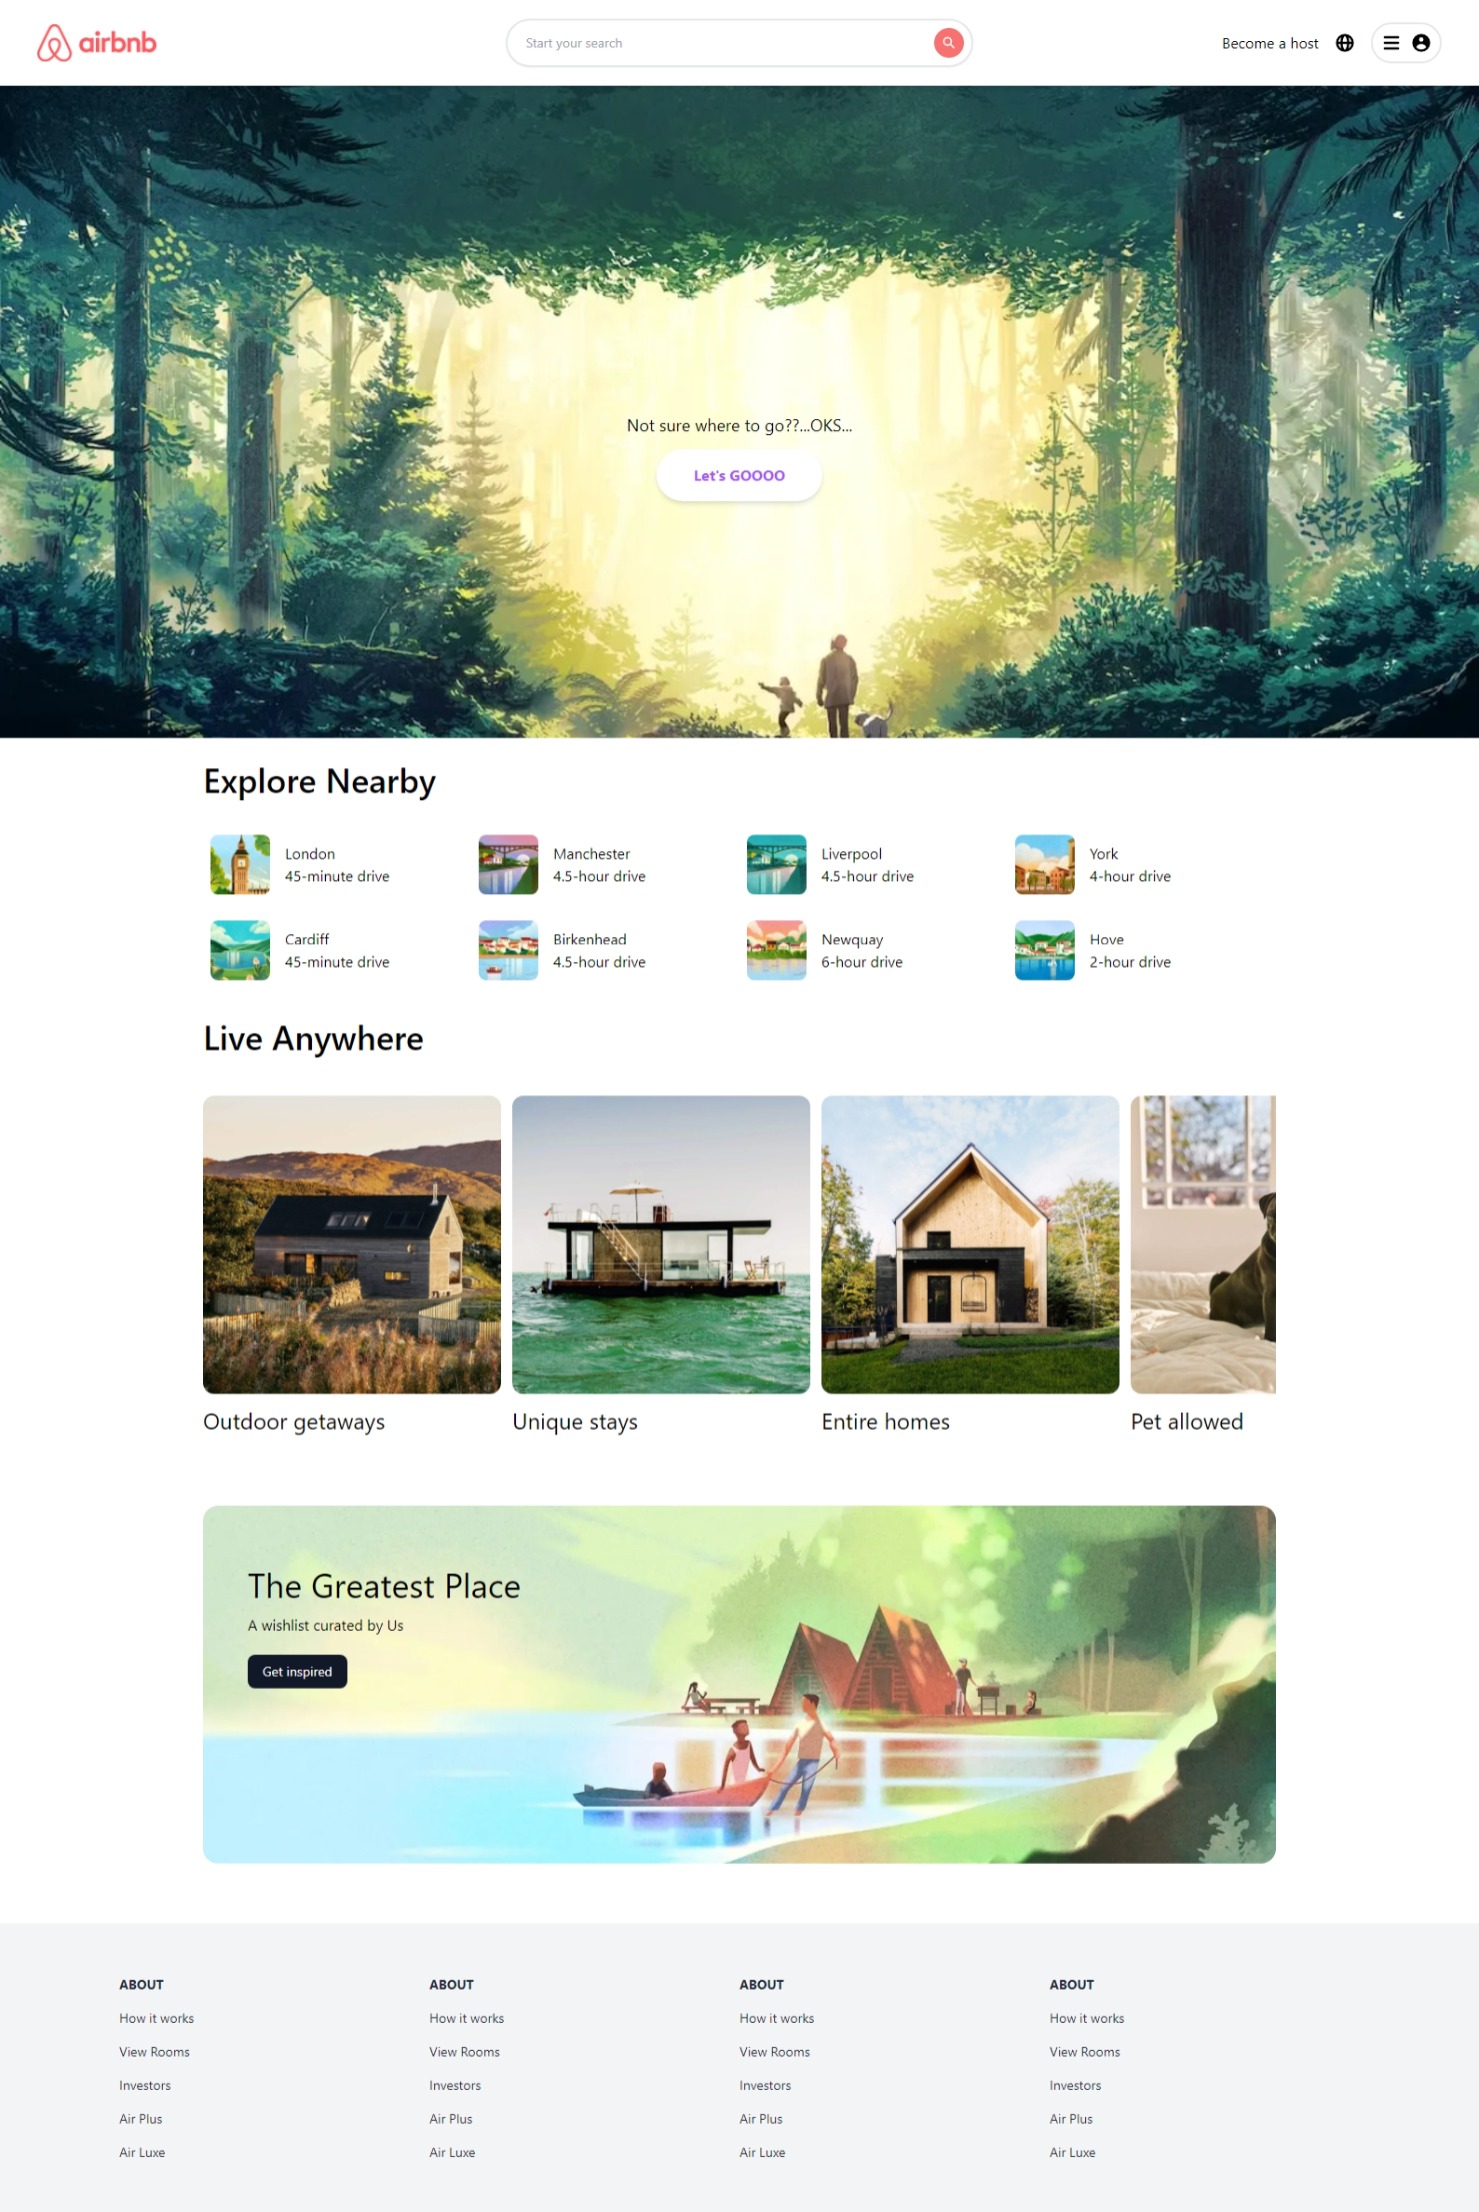 airbnb
Start your search
Become a host
Not sure where to go??...OKS...
Let's GOOOO
Explore Nearby
London
45-minute drive
Manchester
4.5-hour drive
Liverpool
4.5-hour drive
York
4-hour drive
Cardiff
45-minute drive
Birkenhead
4.5-hour drive
Newquay
6-hour drive
Hove
2-hour drive
Live Anywhere
Outdoor getaways
Unique stays
Entire homes
Pet allowed
The Greatest Place
A wishlist curated by Us
Get inspired
ABOUT
How it works
View Rooms
Investors
Air Plus
Air Luxe
ABOUT
How it works
View Rooms
Investors
Air Plus
Air Luxe
ABOUT
How it works
View Rooms
Investors
Air Plus
Air Luxe
ABOUT
How it works
View Rooms
Investors
Air Plus
Air Luxe